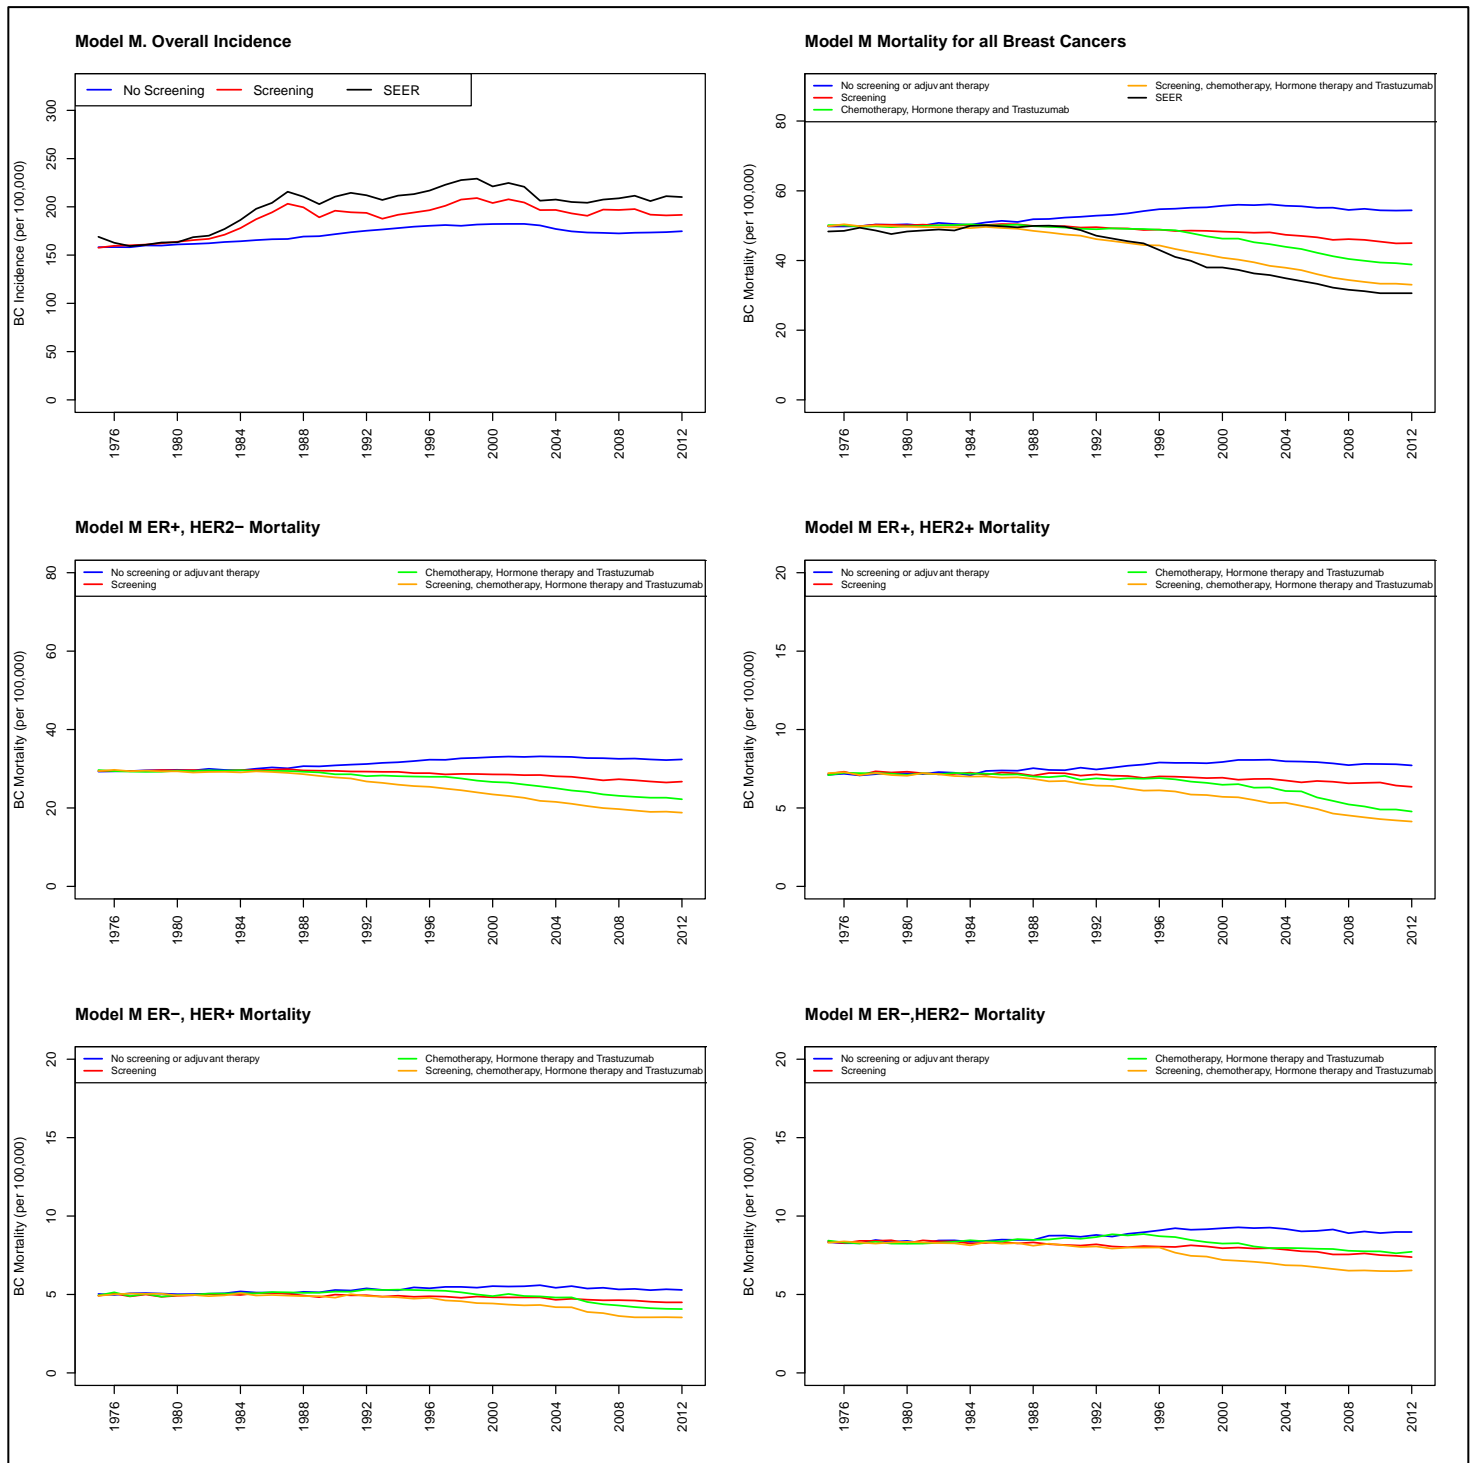 Model M. Overall Incidence
No Screening Screening SEER
BC Incidence (per 100,000)
0 50 100 150 200 250 300
1976 1980 1984 1988 1992 1996 2000 2004 2008 2012
Model M Mortality for all Breast Cancers
No screening or adjuvant therapy
Screening
Chemotherapy, Hormone therapy and Trastuzumab
Screening, chemotherapy, Hormone therapy and Trastuzumab
SEER
BC Mortality (per 100,000)
0 20 40 60 80
1976 1980 1984 1988 1992 1996 2000 2004 2008 2012
Model M ER+, HER2− Mortality
No screening or adjuvant therapy
Screening
Chemotherapy, Hormone therapy and Trastuzumab
Screening, chemotherapy, Hormone therapy and Trastuzumab
BC Mortality (per 100,000)
0 20 40 60 80
1976 1980 1984 1988 1992 1996 2000 2004 2008 2012
Model M ER+, HER2+ Mortality
No screening or adjuvant therapy
Screening
Chemotherapy, Hormone therapy and Trastuzumab
Screening, chemotherapy, Hormone therapy and Trastuzumab
BC Mortality (per 100,000)
0 5 10 15 20
1976 1980 1984 1988 1992 1996 2000 2004 2008 2012
Model M ER−, HER+ Mortality
No screening or adjuvant therapy
Screening
Chemotherapy, Hormone therapy and Trastuzumab
Screening, chemotherapy, Hormone therapy and Trastuzumab
BC Mortality (per 100,000)
0 5 10 15 20
1976 1980 1984 1988 1992 1996 2000 2004 2008 2012
Model M ER−,HER2− Mortality
No screening or adjuvant therapy
Screening
Chemotherapy, Hormone therapy and Trastuzumab
Screening, chemotherapy, Hormone therapy and Trastuzumab
BC Mortality (per 100,000)
0 5 10 15 20
1976 1980 1984 1988 1992 1996 2000 2004 2008 2012